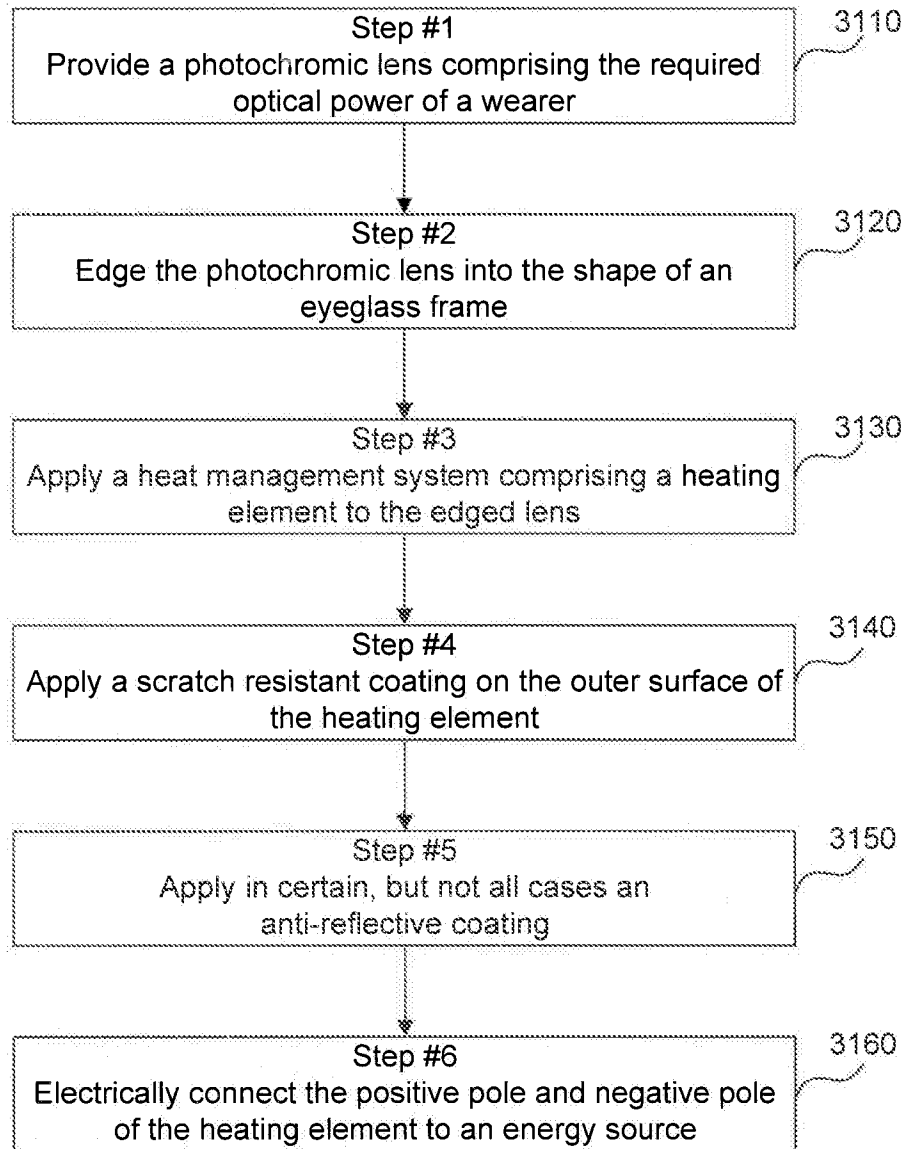 Step #1
3110
Provide a photochromic lens comprising the required
optical power of a wearer
Step #2
3120
Edge the photochromic lens into the shape of an
eyeglass frame
Step #3
3130
Apply a heat management system comprising a heating
element to the edged lens
Step #4
3140
Apply a scratch resistant coating on the outer surface of
the heating element
Step #5
3150
Apply in certain, but not all cases an
anti-reflective coating
Step #6
3160
Electrically connect the positive pole and negative pole
of the heating element to an energy source